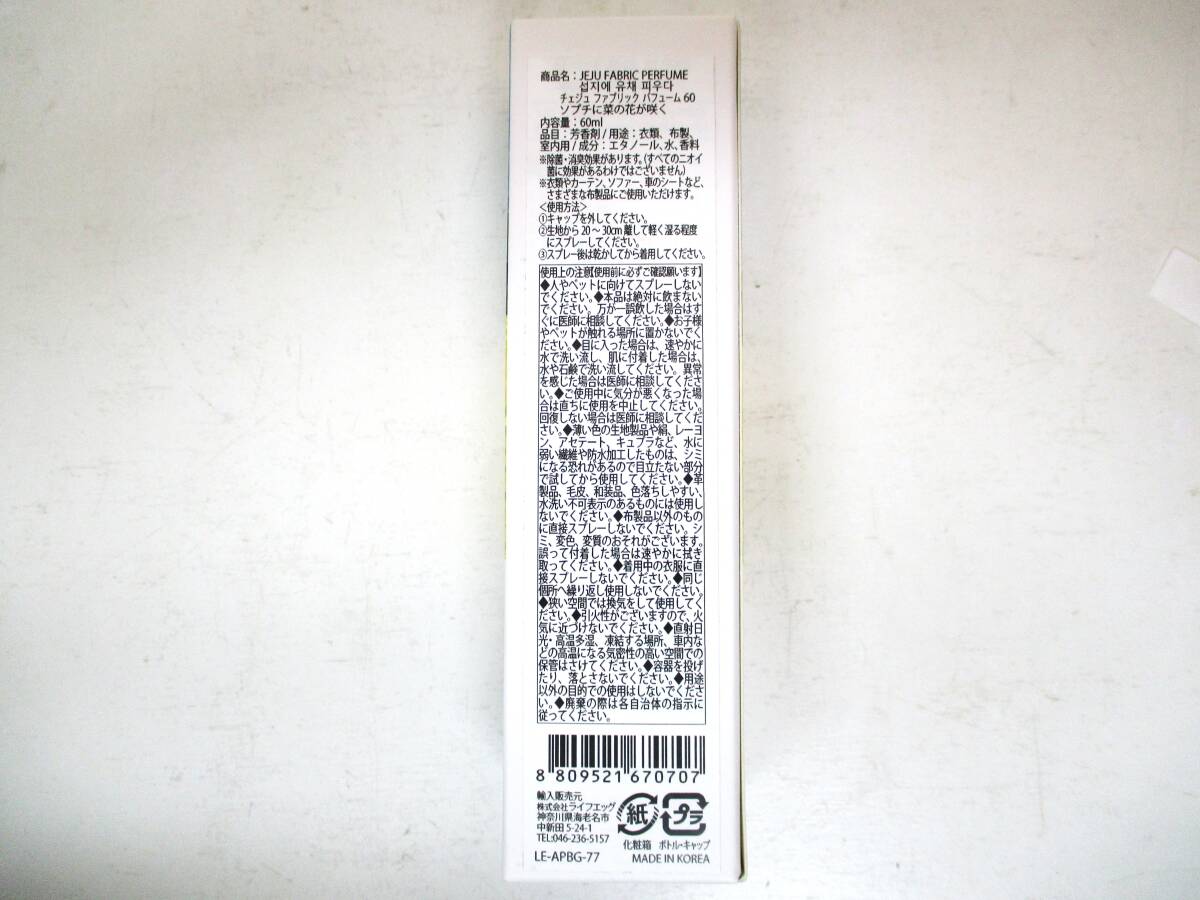 商品名：JEJU FABRIC PERFUME
섭지에 유채 피우다
チェジュ ファブリック パフューム 60
ソプチに菜の花が咲く
内容量：60ml
品目：芳香剤 / 用途：衣類、布製、
室内用 / 成分：エタノール、水、香料
※除菌・消臭効果があります。(すべてのニオイ
菌に効果があるわけではございません)
※衣類やカーテン、ソファー、車のシートなど、
さまざまな布製品にご使用いただけます。
＜使用方法＞
①キャップを外してください。
②生地から 20～30cm 離して軽く湿る程度
にスプレーしてください。
③スプレー後は乾かしてから着用してください。
使用上の注意【使用前に必ずご確認願います】
◆人やペットに向けてスプレーしない
でください。◆本品は絶対に飲まない
でください。万が一誤飲した場合はす
ぐに医師に相談してください。◆お子様
やペットが触れる場所に置かないでく
ださい。◆目に入った場合は、速やかに
水で洗い流し、肌に付着した場合は、
水や石鹸で洗い流してください。異常
を感じた場合は医師に相談してくださ
い。◆ご使用中に気分が悪くなった場
合は直ちに使用を中止してください。
回復しない場合は医師に相談してくだ
さい。◆薄い色の生地製品や絹、レーヨ
ン、アセテート、キュプラなど、水に
弱い繊維や防水加工したものは、シミ
になる恐れがあるので目立たない部分
で試してから使用してください。◆革
製品、毛皮、和装品、色落ちしやすい、
水洗い不可表示のあるものには使用し
ないでください。◆布製品以外のもの
に直接スプレーしないでください。シ
ミ、変色、変質のおそれがございます。
誤って付着した場合は速やかに拭き
取ってください。◆着用中の衣服に直
接スプレーしないでください。◆同じ
個所へ繰り返し使用しないでください。
◆狭い空間では換気をして使用してく
ださい。◆引火性がございますので、火
気に近づけないでください。◆直射日
光・高温多湿、凍結する場所、車内な
どの高温になる気密性の高い空間での
保管はさけてください。◆容器を投げ
たり、落とさないでください。◆用途
以外の目的での使用はしないでくださ
い。◆廃棄の際は各自治体の指示に
従ってください。
8 809521 670707
輸入販売元
株式会社ライフエッグ
神奈川県海老名市
中新田 5-24-1
TEL:046-236-5157
紙
プラ
化粧箱 ボトル・キャップ
LE-APBG-77
MADE IN KOREA